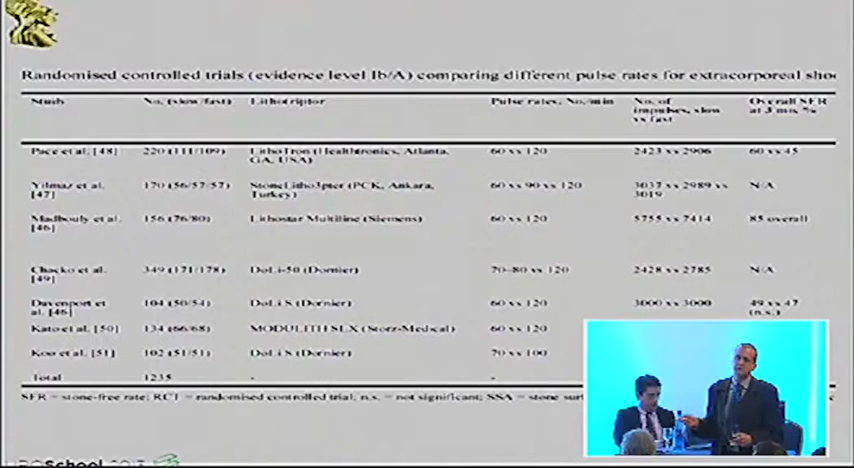 Randomised controlled trials (evidence level Ib/A) comparing different pulse rates for extracorporeal shoc
Study No. (slow/fast) Lithotriptor Pulse rates, No./min No. of impulses, slow vs fast Overall SFR at 3 mo, %
Pace et al. [48] 220 (111/109) LithoTron (Healthtronics, Atlanta, GA, USA) 60 vs 120 2423 vs 2906 60 vs 45
Yilmaz et al. [47] 170 (56/57/57) StoneLitho3pter (PCK, Ankara, Turkey) 60 vs 90 vs 120 3037 vs 2989 vs 3019 N/A
Madbouly et al. [46] 156 (76/80) Lithostar Multiline (Siemens) 60 vs 120 5755 vs 7414 85 overall
Chacko et al. [49] 349 (171/178) DoLi-50 (Dornier) 70–80 vs 120 2428 vs 2785 N/A
Davenport et al. [46] 104 (50/54) DoLi S (Dornier) 60 vs 120 3000 vs 3000 49 vs 47 (n.s.)
Kato et al. [50] 134 (66/68) MODULITH SLX (Storz-Medical) 60 vs 120
Koo et al. [51] 102 (51/51) DoLi S (Dornier) 70 vs 100
Total 1235 - -
SFR = stone-free rate; RCT = randomised controlled trial; n.s. = not significant; SSA = stone sur
UROSchool